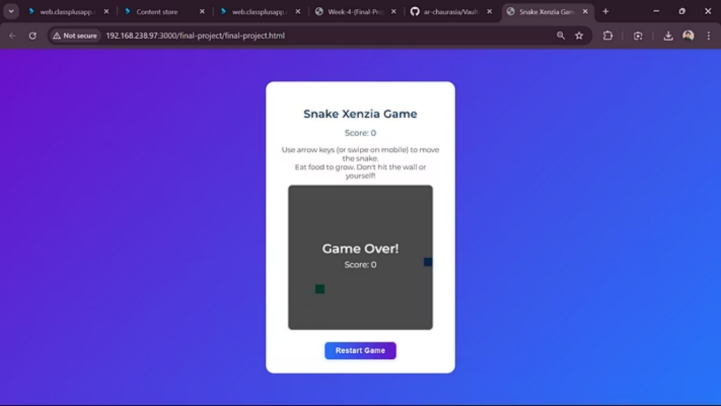 web.classplusapp.
Content store
web.classplusapp.
Week-4-(Final-Pro
ar-chaurasia/Vaul
Snake Xenzia Gam
Not secure
192.168.238.97:3000/final-project/final-project.html
Snake Xenzia Game
Score: 0
Use arrow keys (or swipe on mobile) to move
the snake.
Eat food to grow. Don't hit the wall or
yourself!
Game Over!
Score: 0
Restart Game